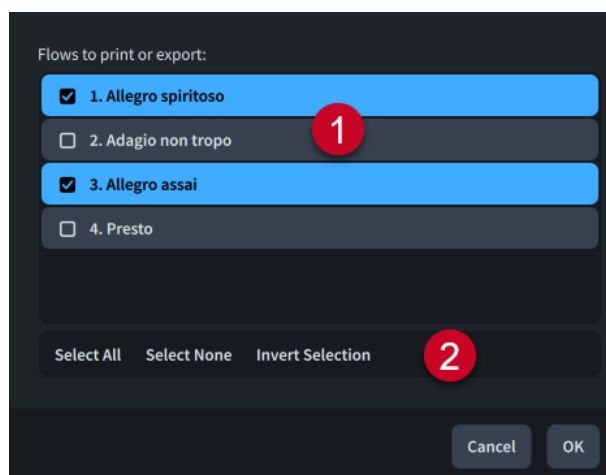 Flows to print or export:
1. Allegro spiritoso
1
2. Adagio non tropo
3. Allegro assai
4. Presto
Select All Select None Invert Selection
2
Cancel OK